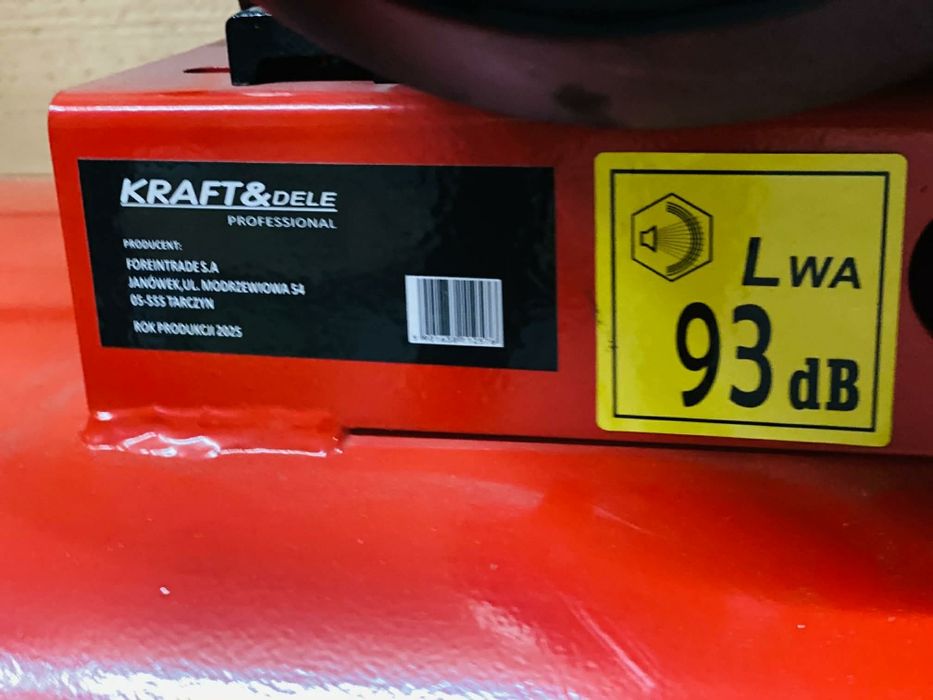 KRAFT&DELE
PROFESSIONAL
PRODUCENT:
FOREINTRADE S.A
JANÓWEK,UL. MODRZEWIOWA 54
05-555 TARCZYN
ROK PRODUKCJI 2025
LWA
93 dB